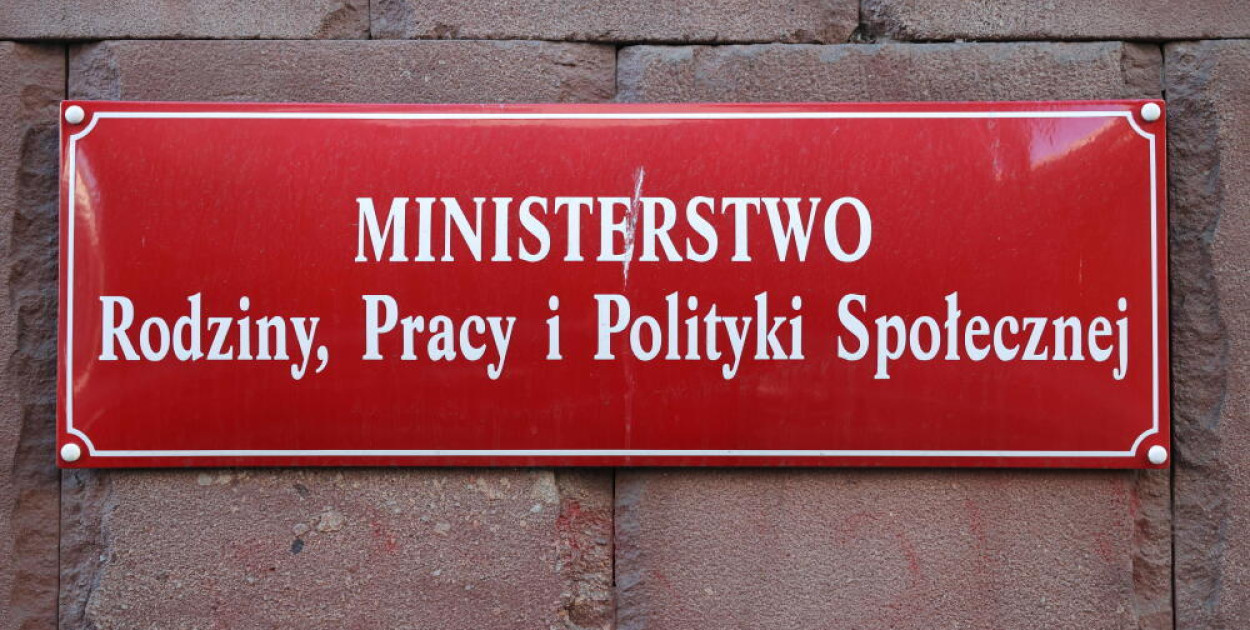 MINISTERSTWO
Rodziny, Pracy i Polityki Społecznej